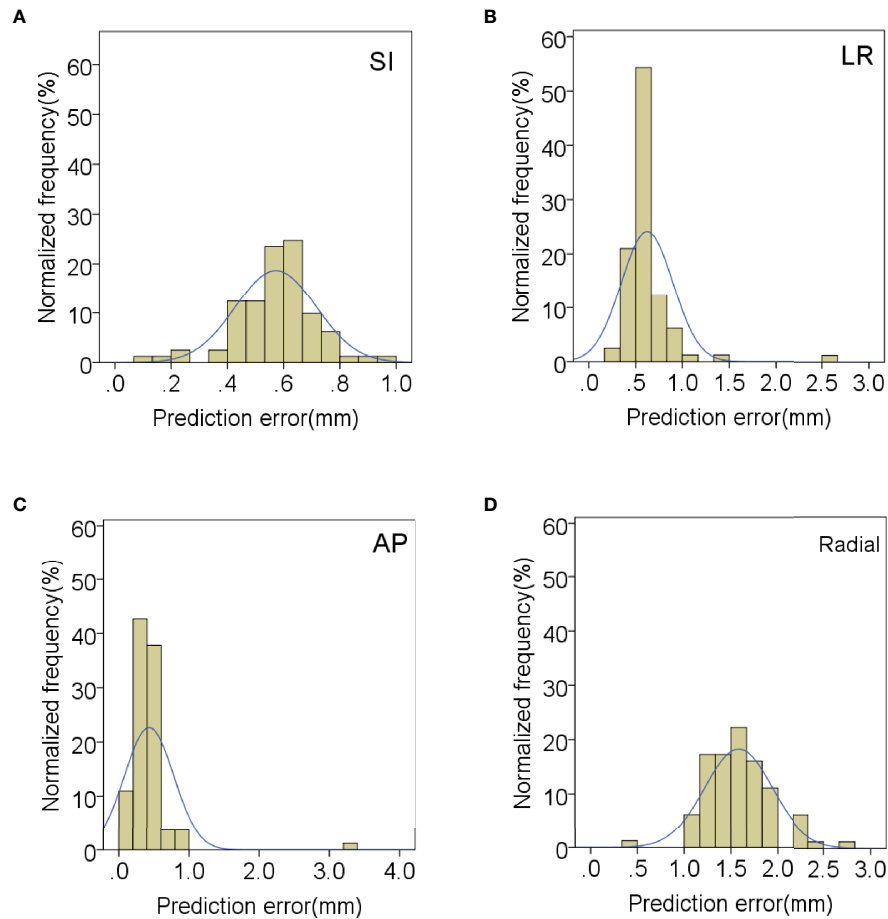 A
SI
Normalized frequency(%)
60
50
40
30
20
10
0
.0 .2 .4 .6 .8 1.0
Prediction error(mm)
B
LR
Normalized frequency(%)
60
50
40
30
20
10
0
.0 .5 1.0 1.5 2.0 2.5 3.0
Prediction error(mm)
C
AP
Normalized frequency(%)
60
50
40
30
20
10
0
.0 1.0 2.0 3.0 4.0
Prediction error(mm)
D
Radial
Normalized frequency(%)
60
50
40
30
20
10
0
.0 .5 1.0 1.5 2.0 2.5 3.0
Prediction error(mm)